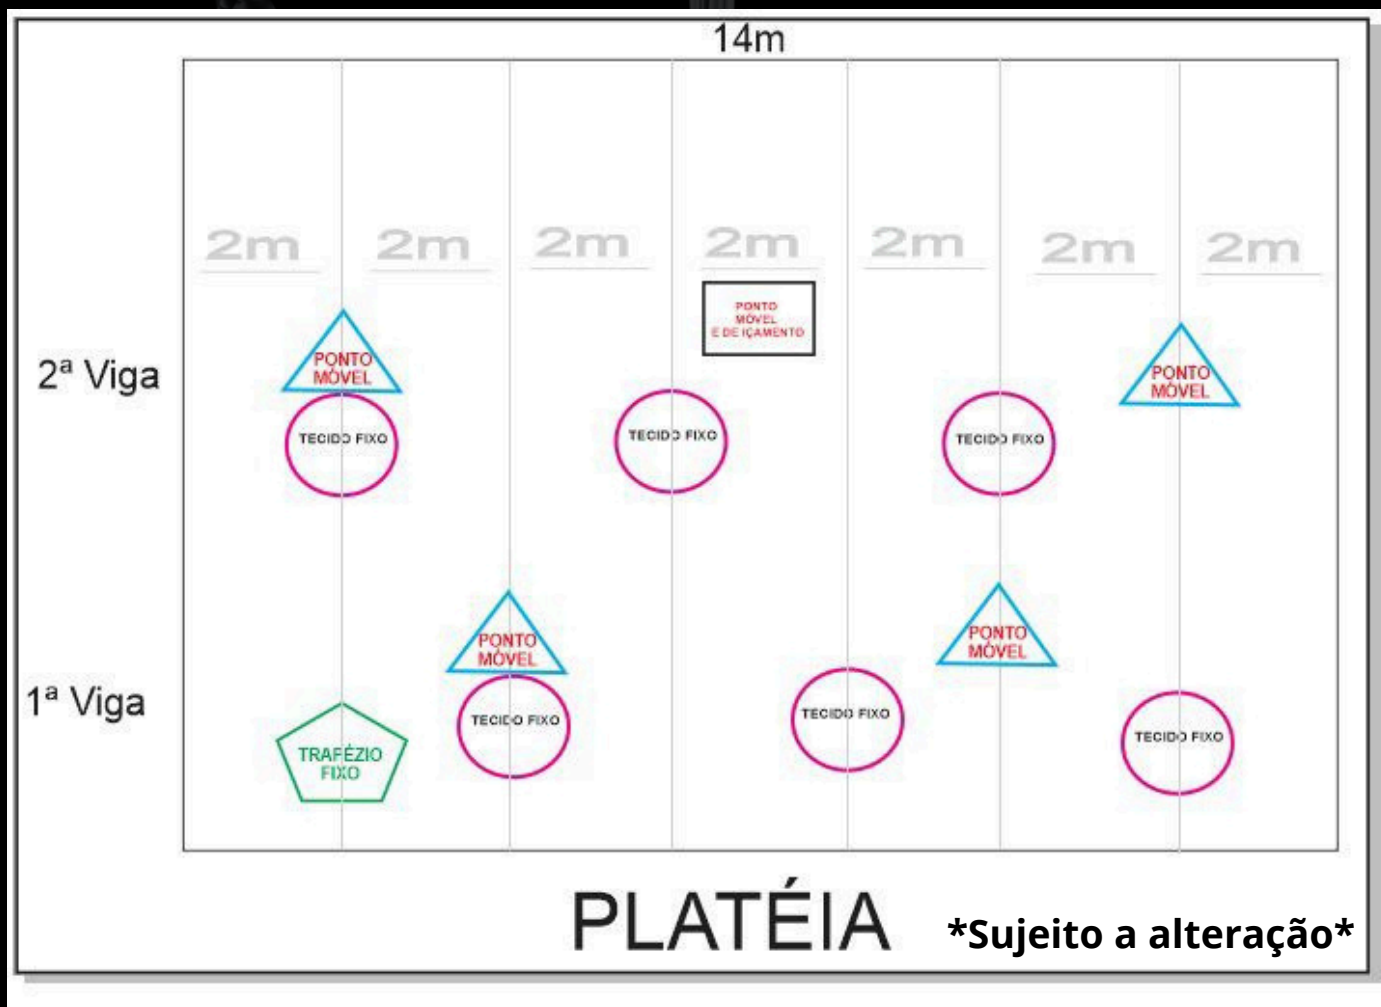 14m
2m 2m 2m 2m 2m 2m 2m
PONTO
MÓVEL
E DE IÇAMENTO
2ª Viga
PONTO
MÓVEL
PONTO
MÓVEL
TECIDO FIXO
TECIDO FIXO
TECIDO FIXO
PONTO
MÓVEL
PONTO
MÓVEL
1ª Viga
TRAPÉZIO
FIXO
TECIDO FIXO
TECIDO FIXO
TECIDO FIXO
PLATÉIA
*Sujeito a alteração*